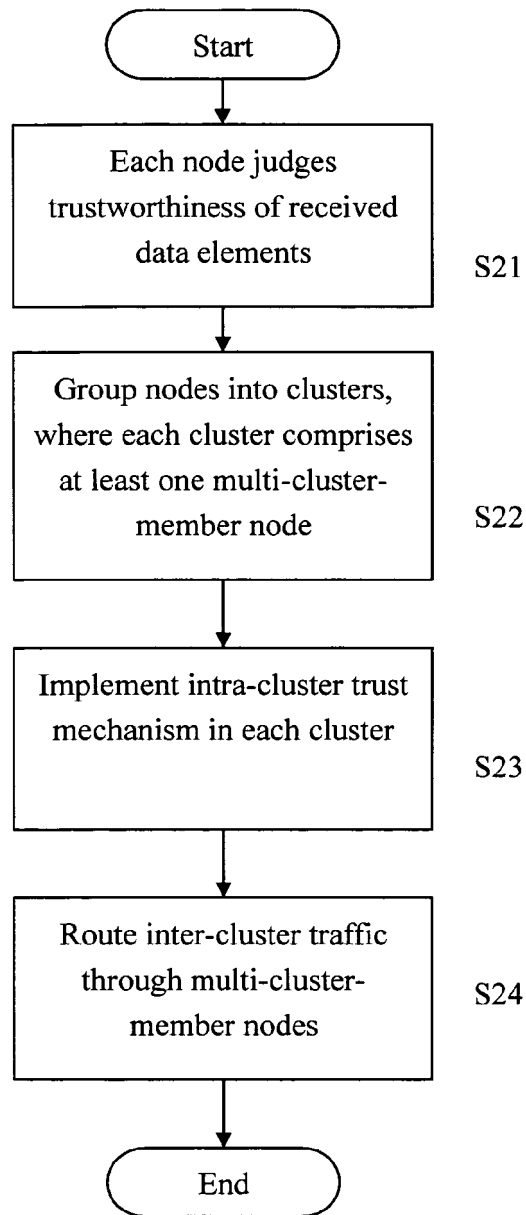 Start
Each node judges
trustworthiness of received
data elements
S21
Group nodes into clusters,
where each cluster comprises
at least one multi-cluster-
member node
S22
Implement intra-cluster trust
mechanism in each cluster
S23
Route inter-cluster traffic
through multi-cluster-
member nodes
S24
End